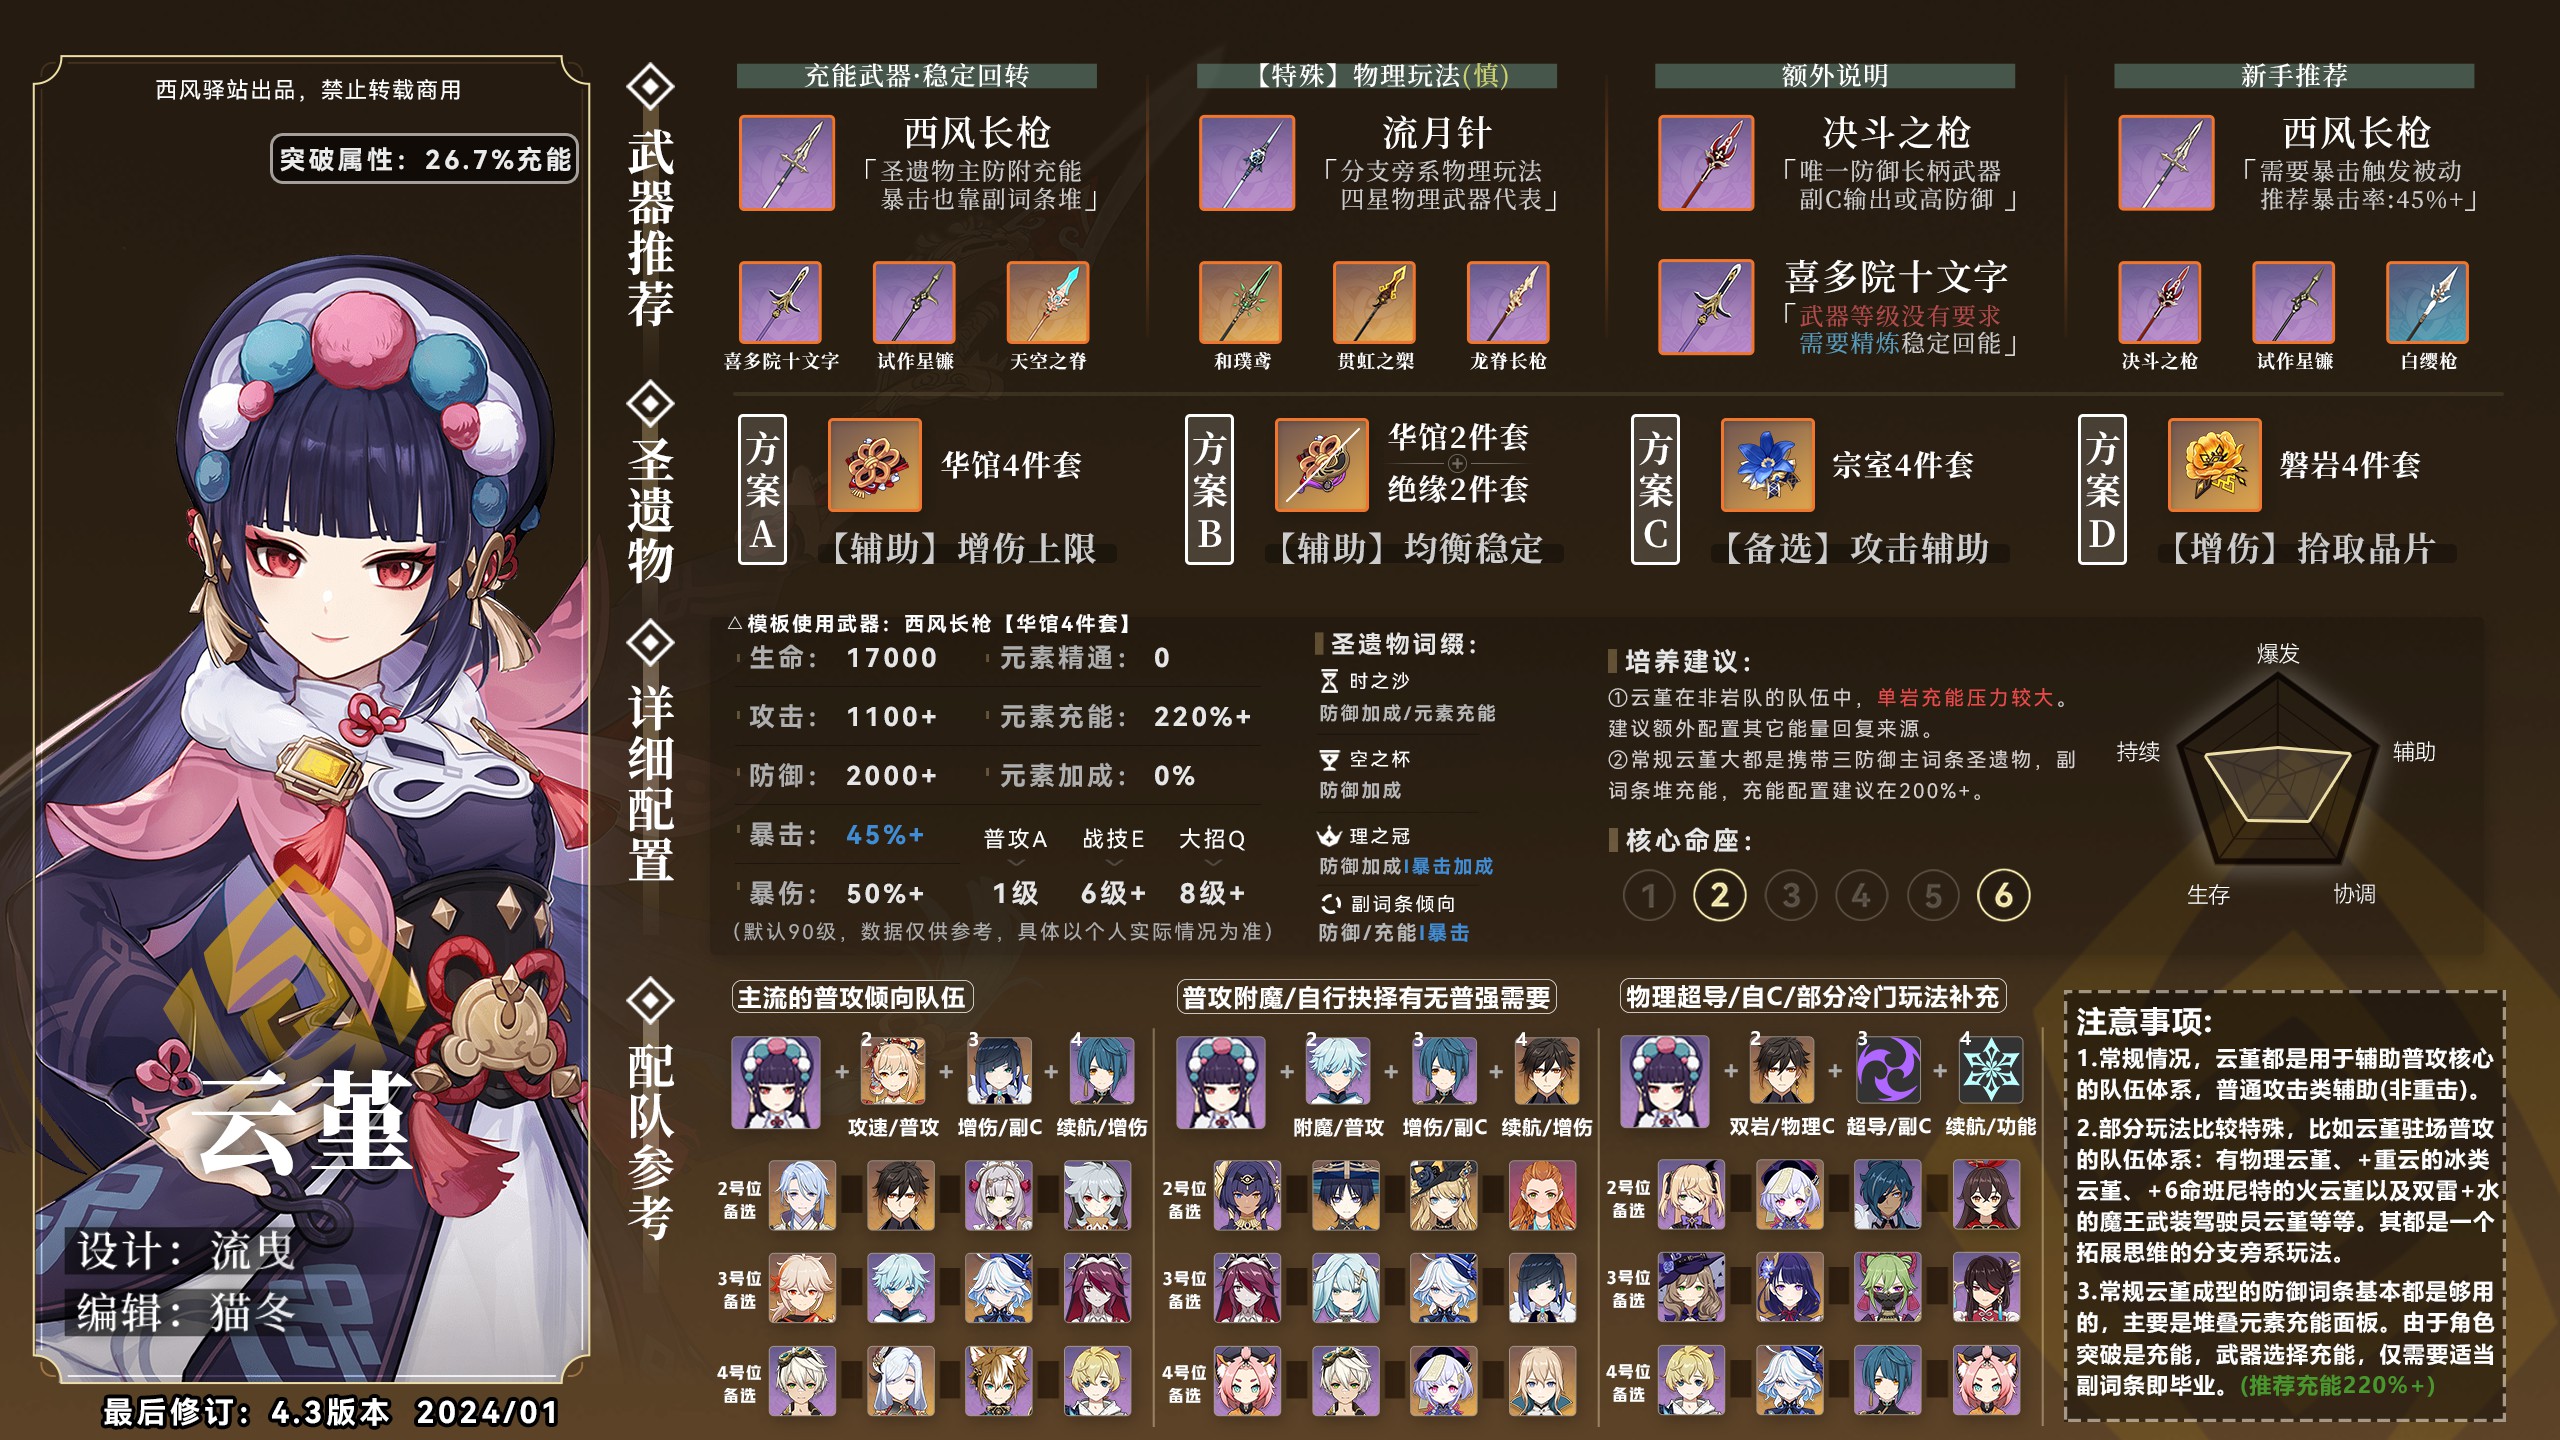 西风驿站出品，禁止转载商用
突破属性：26.7%充能
云堇
设计：流曳
编辑：猫冬
最后修订：4.3版本 2024/01
武器推荐
充能武器·稳定回转
西风长枪
「圣遗物主防附充能
暴击也靠副词条堆」
喜多院十文字
试作星镰
天空之脊
【特殊】物理玩法(慎)
流月针
「分支旁系物理玩法
四星物理武器代表」
和璞鸢
贯虹之槊
龙脊长枪
额外说明
决斗之枪
「唯一防御长柄武器
副C输出或高防御」
喜多院十文字
「武器等级没有要求
需要精炼稳定回能」
新手推荐
西风长枪
「需要暴击触发被动
推荐暴击率:45%+」
决斗之枪
试作星镰
白缨枪
圣遗物
方案A
华馆4件套
【辅助】增伤上限
方案B
华馆2件套
绝缘2件套
【辅助】均衡稳定
方案C
宗室4件套
【备选】攻击辅助
方案D
磐岩4件套
【增伤】拾取晶片
详细配置
△模板使用武器：西风长枪【华馆4件套】
生命：17000 元素精通：0
攻击：1100+ 元素充能：220%+
防御：2000+ 元素加成：0%
暴击：45%+ 普攻A 战技E 大招Q
暴伤：50%+ 1级 6级+ 8级+
(默认90级，数据仅供参考，具体以个人实际情况为准)
圣遗物词缀：
时之沙
防御加成/元素充能
空之杯
防御加成
理之冠
防御加成|暴击加成
副词条倾向
防御/充能|暴击
培养建议：
①云堇在非岩队的队伍中，单岩充能压力较大。
建议额外配置其它能量回复来源。
②常规云堇大都是携带三防御主词条圣遗物，副
词条堆充能，充能配置建议在200%+。
核心命座：
1 2 3 4 5 6
爆发
持续
辅助
生存
协调
配队参考
主流的普攻倾向队伍
+ 2 + 3 + 4
攻速/普攻 增伤/副C 续航/增伤
2号位
备选
3号位
备选
4号位
备选
普攻附魔/自行抉择有无普强需要
+ 2 + 3 + 4
附魔/普攻 增伤/副C 续航/增伤
2号位
备选
3号位
备选
4号位
备选
物理超导/自C/部分冷门玩法补充
+ 2 + 3 + 4
双岩/物理C 超导/副C 续航/功能
2号位
备选
3号位
备选
4号位
备选
注意事项:
1.常规情况，云堇都是用于辅助普攻核心
的队伍体系，普通攻击类辅助(非重击)。
2.部分玩法比较特殊，比如云堇驻场普攻
的队伍体系：有物理云堇、+重云的冰类
云堇、+6命班尼特的火云堇以及双雷+水
的魔王武装驾驶员云堇等等。其都是一个
拓展思维的分支旁系玩法。
3.常规云堇成型的防御词条基本都是够用
的，主要是堆叠元素充能面板。由于角色
突破是充能，武器选择充能，仅需要适当
副词条即毕业。(推荐充能220%+)